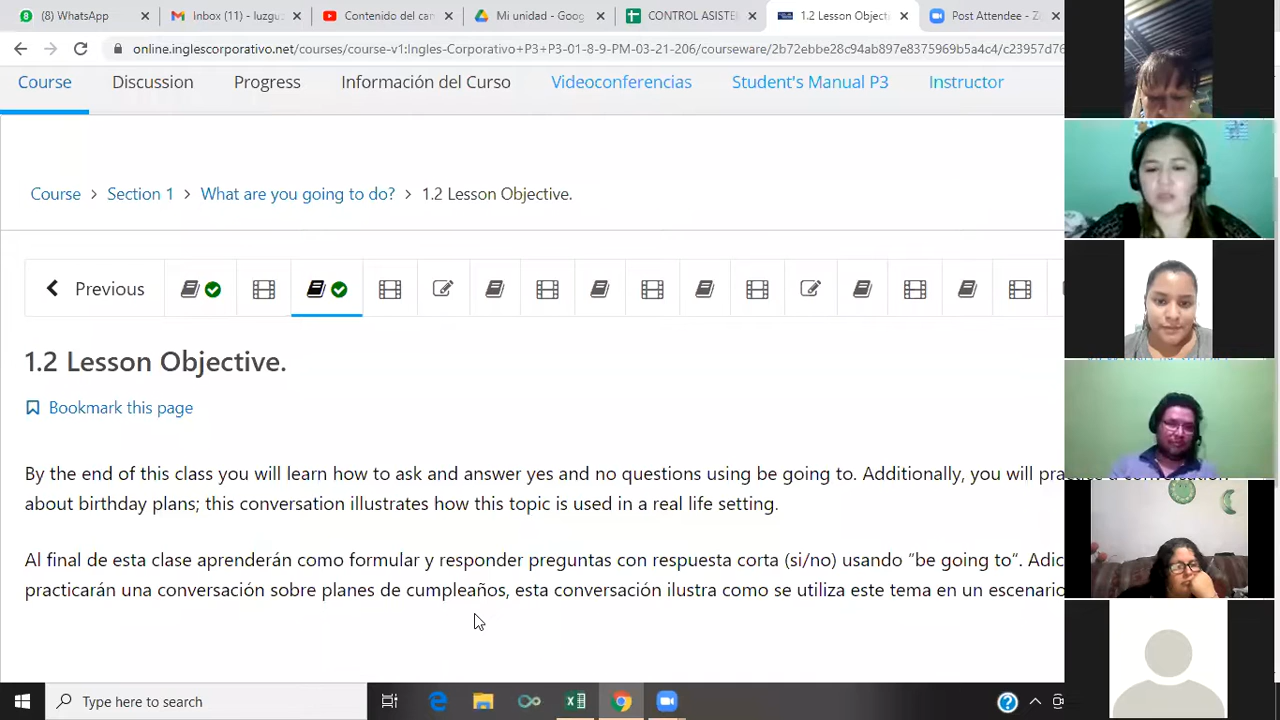 (8) WhatsApp
Inbox (11) - luzgu
Contenido del can
Mi unidad - Goog
CONTROL ASISTE
1.2 Lesson Object
Post Attendee - Z
online.inglescorporativo.net/courses/course-v1:Ingles-Corporativo+P3+P3-01-8-9-PM-03-21-206/courseware/2b72ebbe28c94ab897e8375969b5a4c4/c23957d76
Course Discussion Progress Información del Curso Videoconferencias Student's Manual P3 Instructor
Course > Section 1 > What are you going to do? > 1.2 Lesson Objective.
Previous
1.2 Lesson Objective.
Bookmark this page
By the end of this class you will learn how to ask and answer yes and no questions using be going to. Additionally, you will
about birthday plans; this conversation illustrates how this topic is used in a real life setting.
Al final de esta clase aprenderán como formular y responder preguntas con respuesta corta (si/no) usando “be going to“. Adic
practicarán una conversación sobre planes de cumpleaños, esta conversación ilustra como se utiliza este tema en un escenario
Type here to search